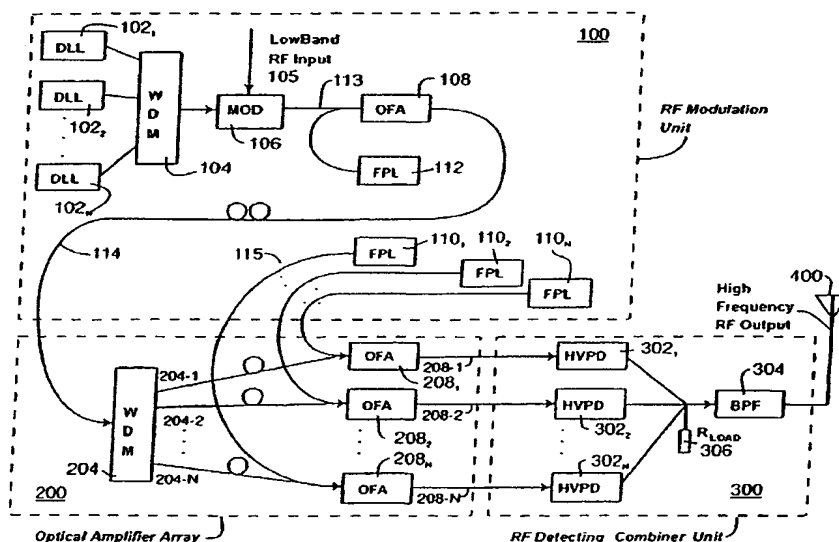 102₁
DLL
LowBand
RF Input
105
100
113
108
DLL
102₂
W
D
M
MOD
106
OFA
RF Modulation
Unit
DLL
104
FPL
112
102N
114
115
FPL
110₁
110₂
FPL
110N
FPL
400
High
Frequency
RF Output
204-1
OFA
208-1
HVPD
302₁
208₁
304
W
D
M
204-2
OFA
208-2
HVPD
BPF
208₂
302₂
RLOAD
306
204
204-N
208N
302N
200
OFA
208-N
HVPD
300
Optical Amplifier Array
RF Detecting Combiner Unit